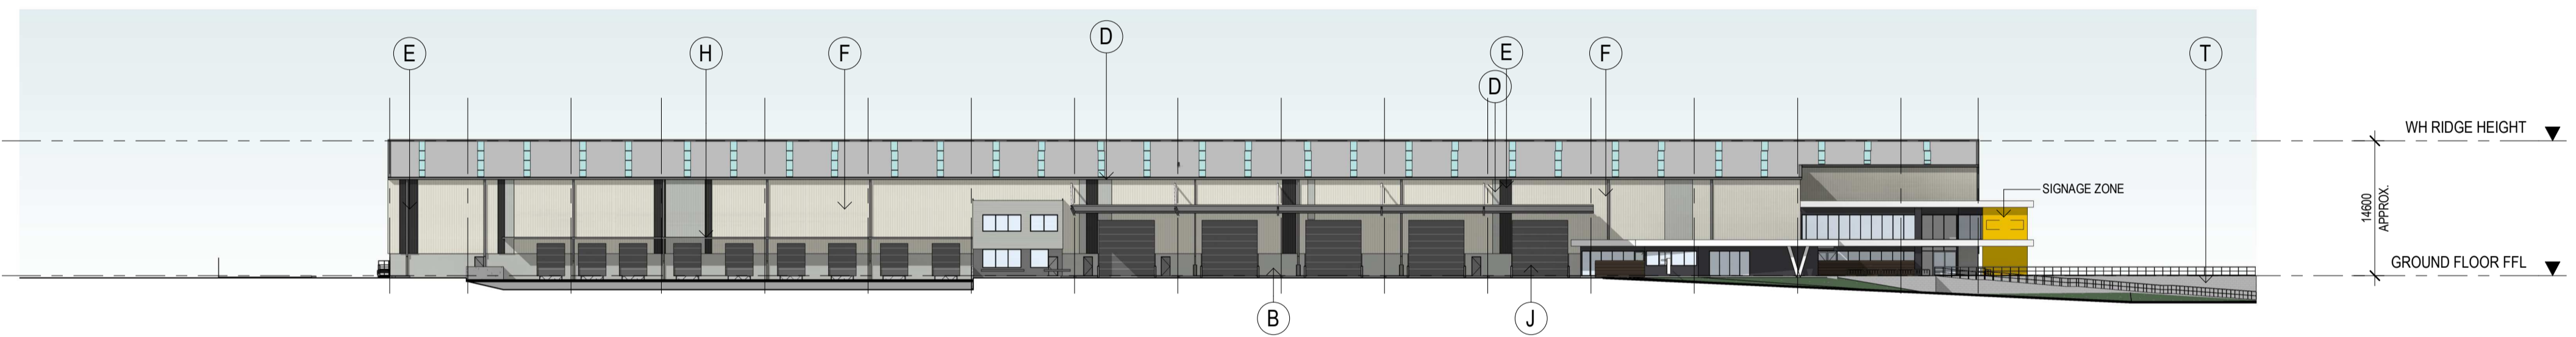 E
H
F
D
E
D
F
T
WH RIDGE HEIGHT
SIGNAGE ZONE
14600
APPROX.
GROUND FLOOR FFL
B
J